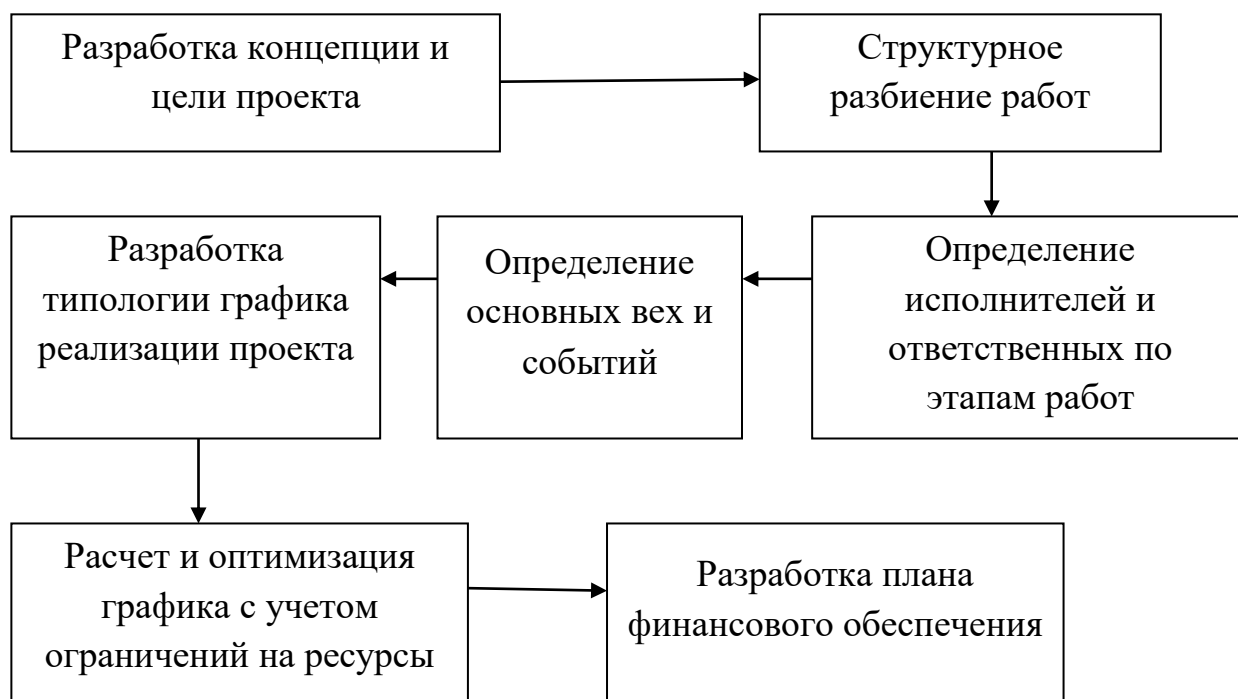 Разработка концепции и
цели проекта
Структурное
разбиение работ
Определение
исполнителей и
ответственных по
этапам работ
Определение
основных вех и
событий
Разработка
типологии графика
реализации проекта
Расчет и оптимизация
графика с учетом
ограничений на ресурсы
Разработка плана
финансового обеспечения